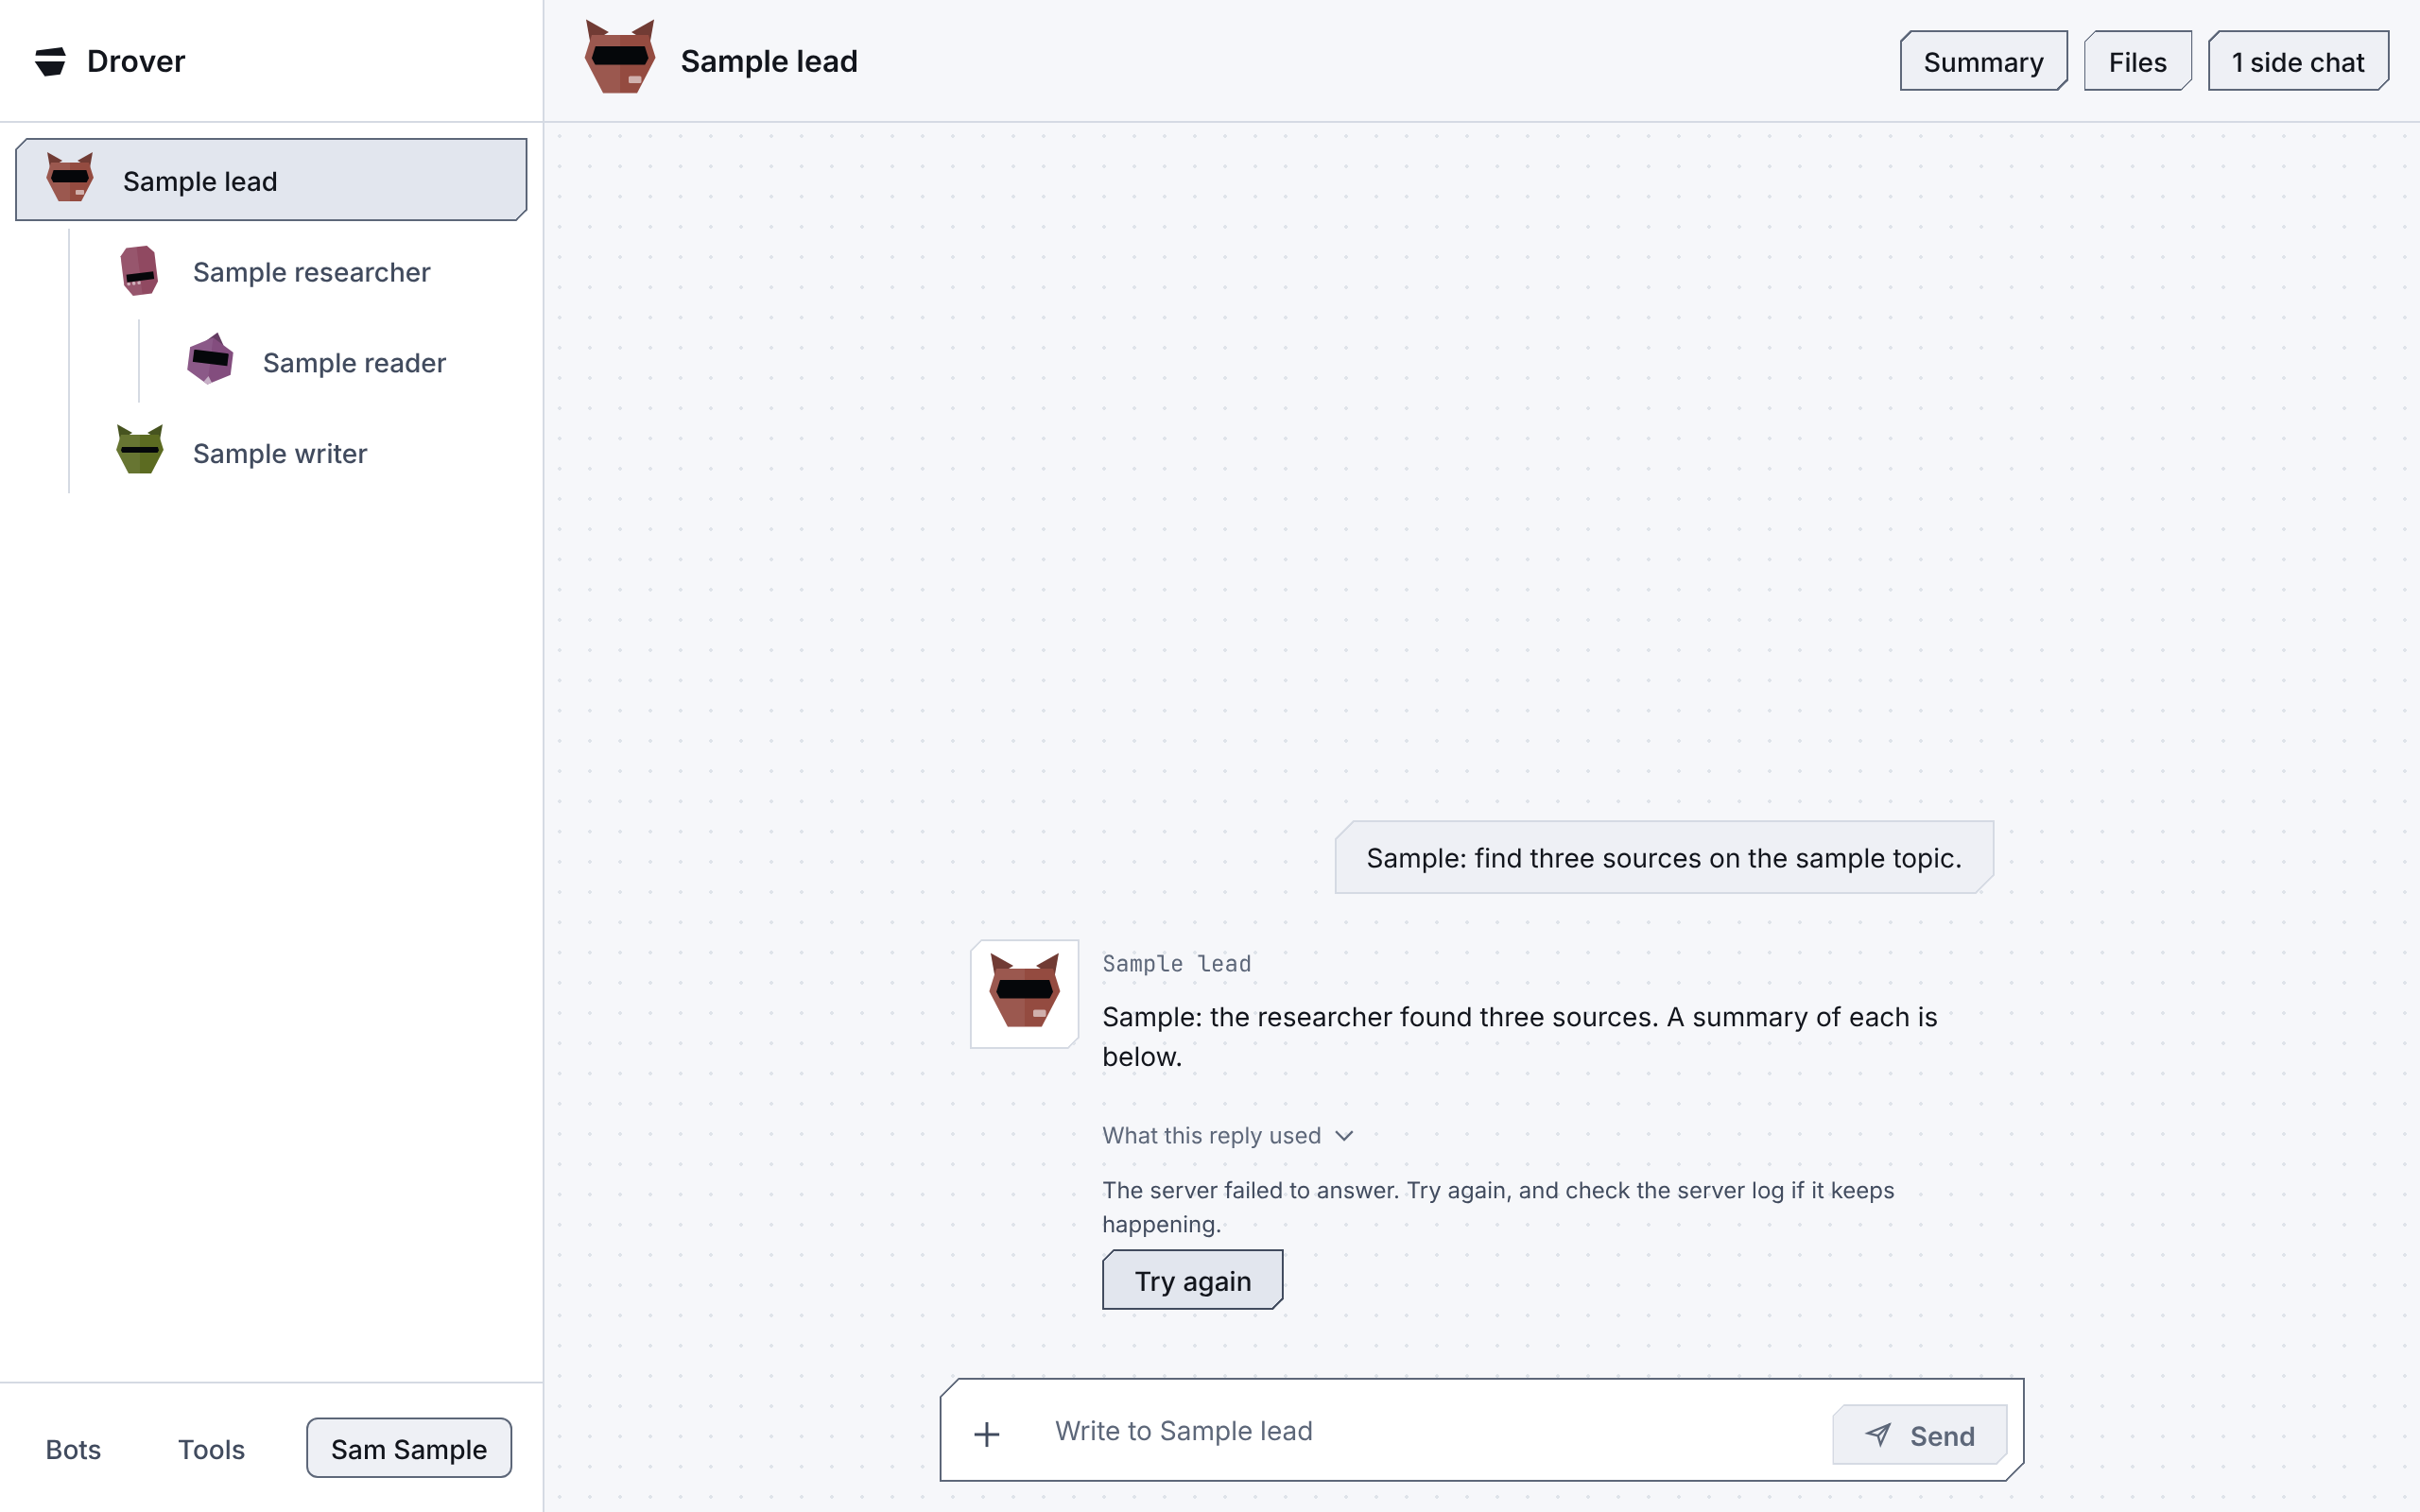 Drover
Sample lead
Summary
Files
1 side chat
Sample lead
Sample researcher
Sample reader
Sample writer
Sample: find three sources on the sample topic.
Sample lead
Sample: the researcher found three sources. A summary of each is
below.
What this reply used
The server failed to answer. Try again, and check the server log if it keeps
happening.
Try again
Write to Sample lead
Send
Bots
Tools
Sam Sample